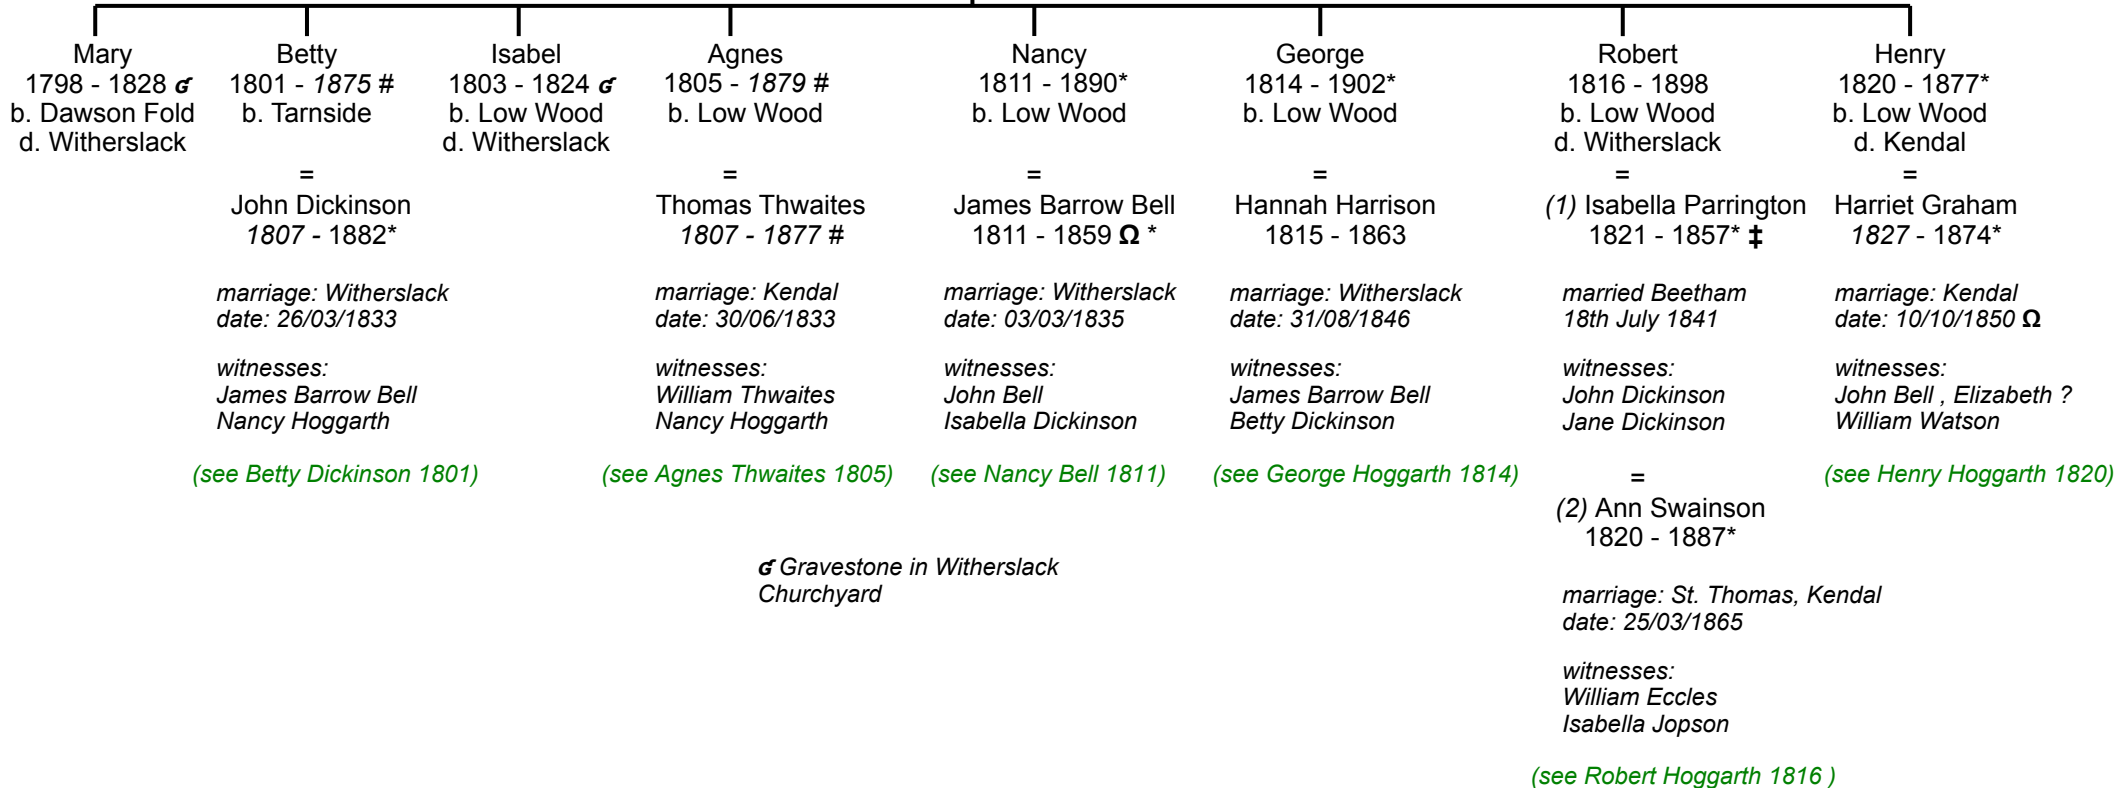 Mary
1798 - 1828 ɠ
b. Dawson Fold
d. Witherslack
Betty
1801 - 1875 #
b. Tarnside
=
John Dickinson
1807 - 1882*
marriage: Witherslack
date: 26/03/1833
witnesses:
James Barrow Bell
Nancy Hoggarth
(see Betty Dickinson 1801)
Isabel
1803 - 1824 ɠ
b. Low Wood
d. Witherslack
Agnes
1805 - 1879 #
b. Low Wood
=
Thomas Thwaites
1807 - 1877 #
marriage: Kendal
date: 30/06/1833
witnesses:
William Thwaites
Nancy Hoggarth
(see Agnes Thwaites 1805)
Nancy
1811 - 1890*
b. Low Wood
=
James Barrow Bell
1811 - 1859 Ω *
marriage: Witherslack
date: 03/03/1835
witnesses:
John Bell
Isabella Dickinson
(see Nancy Bell 1811)
George
1814 - 1902*
b. Low Wood
=
Hannah Harrison
1815 - 1863
marriage: Witherslack
date: 31/08/1846
witnesses:
James Barrow Bell
Betty Dickinson
(see George Hoggarth 1814)
Robert
1816 - 1898
b. Low Wood
d. Witherslack
=
(1) Isabella Parrington
1821 - 1857* ‡
married Beetham
18th July 1841
witnesses:
John Dickinson
Jane Dickinson
=
(2) Ann Swainson
1820 - 1887*
marriage: St. Thomas, Kendal
date: 25/03/1865
witnesses:
William Eccles
Isabella Jopson
(see Robert Hoggarth 1816 )
Henry
1820 - 1877*
b. Low Wood
d. Kendal
=
Harriet Graham
1827 - 1874*
marriage: Kendal
date: 10/10/1850 Ω
witnesses:
John Bell , Elizabeth ?
William Watson
(see Henry Hoggarth 1820)
ɠ Gravestone in Witherslack
Churchyard